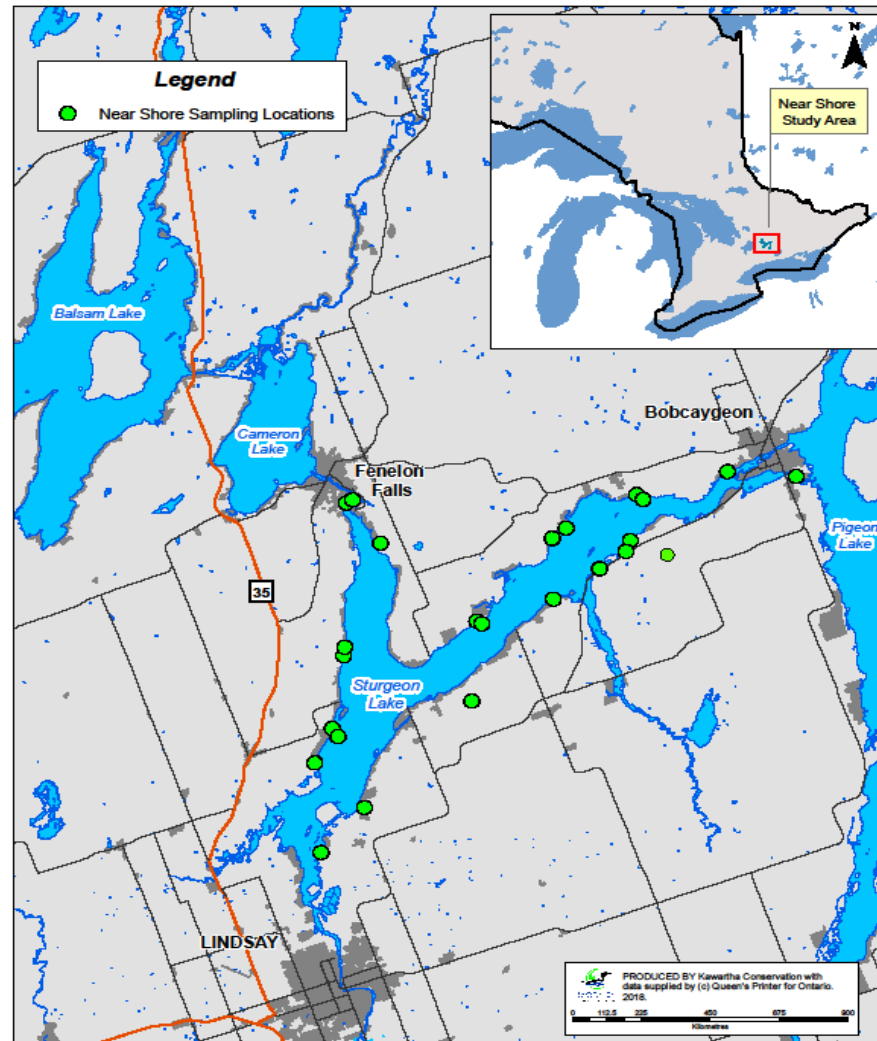 Legend
Near Shore Sampling Locations
N
Near Shore
Study Area
Balsam Lake
Cameron
Lake
Fenelon
Falls
Bobcaygeon
Pigeon
Lake
35
Sturgeon
Lake
LINDSAY
PRODUCED BY Kawartha Conservation with
data supplied by (c) Queen's Printer for Ontario.
2018.
0 112.5 225 450 675 900
Kilometres